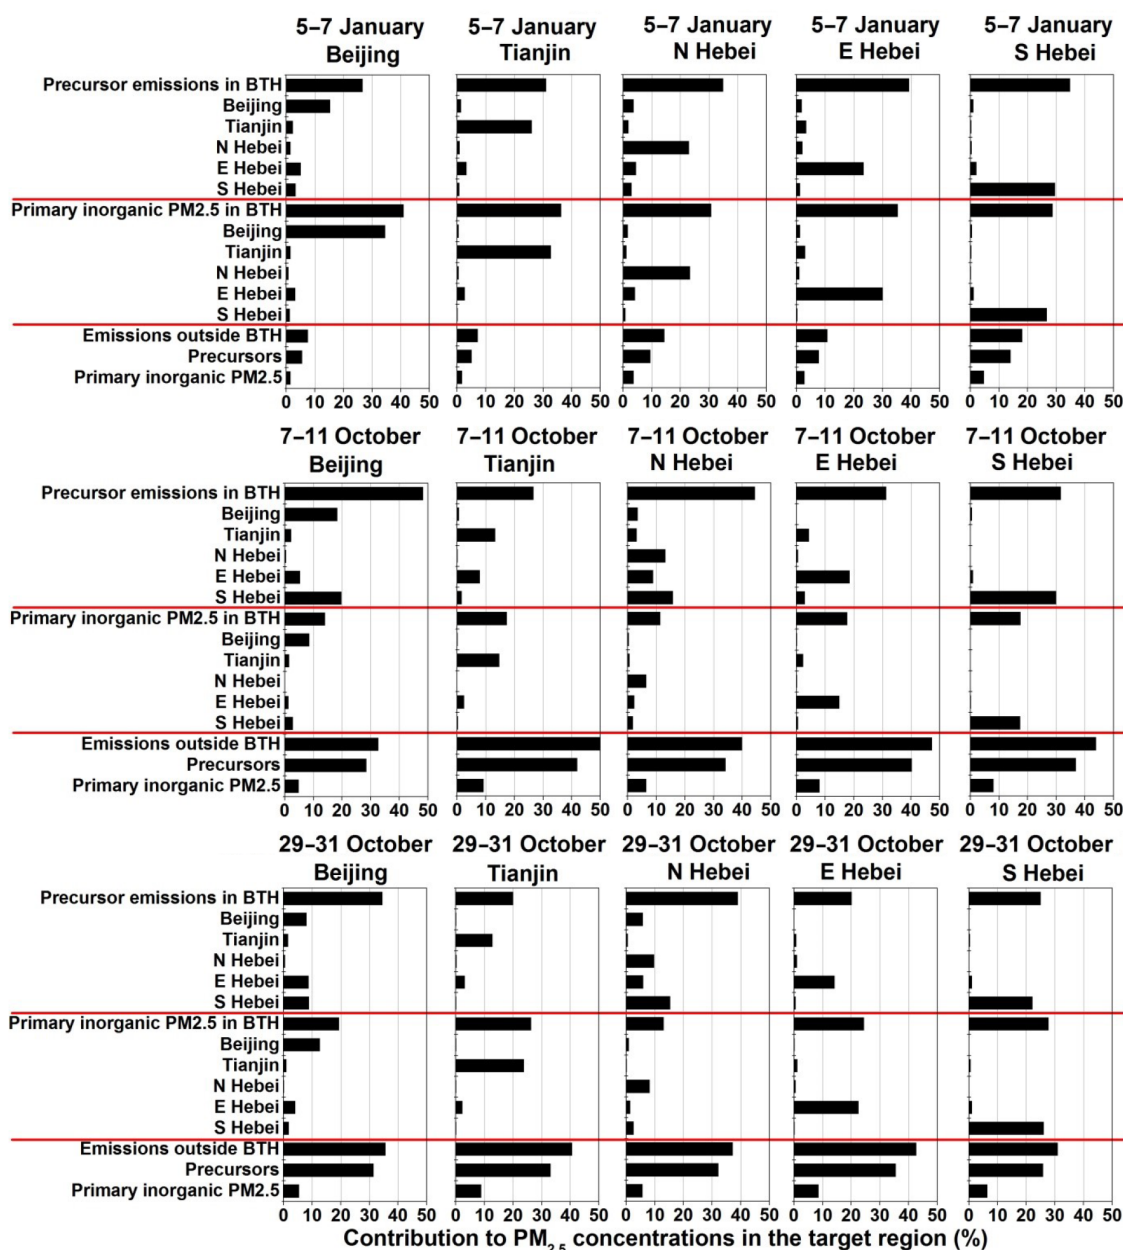 5–7 January 5–7 January 5–7 January 5–7 January 5–7 January
Beijing Tianjin N Hebei E Hebei S Hebei
Precursor emissions in BTH
Beijing
Tianjin
N Hebei
E Hebei
S Hebei
Primary inorganic PM2.5 in BTH
Beijing
Tianjin
N Hebei
E Hebei
S Hebei
Emissions outside BTH
Precursors
Primary inorganic PM2.5
0 10 20 30 40 50 0 10 20 30 40 50 0 10 20 30 40 50 0 10 20 30 40 50 0 10 20 30 40 50
7–11 October 7–11 October 7–11 October 7–11 October 7–11 October
Beijing Tianjin N Hebei E Hebei S Hebei
Precursor emissions in BTH
Beijing
Tianjin
N Hebei
E Hebei
S Hebei
Primary inorganic PM2.5 in BTH
Beijing
Tianjin
N Hebei
E Hebei
S Hebei
Emissions outside BTH
Precursors
Primary inorganic PM2.5
0 10 20 30 40 50 0 10 20 30 40 50 0 10 20 30 40 50 0 10 20 30 40 50 0 10 20 30 40 50
29–31 October 29–31 October 29–31 October 29–31 October 29–31 October
Beijing Tianjin N Hebei E Hebei S Hebei
Precursor emissions in BTH
Beijing
Tianjin
N Hebei
E Hebei
S Hebei
Primary inorganic PM2.5 in BTH
Beijing
Tianjin
N Hebei
E Hebei
S Hebei
Emissions outside BTH
Precursors
Primary inorganic PM2.5
0 10 20 30 40 50 0 10 20 30 40 50 0 10 20 30 40 50 0 10 20 30 40 50 0 10 20 30 40 50
Contribution to PM2.5 concentrations in the target region (%)